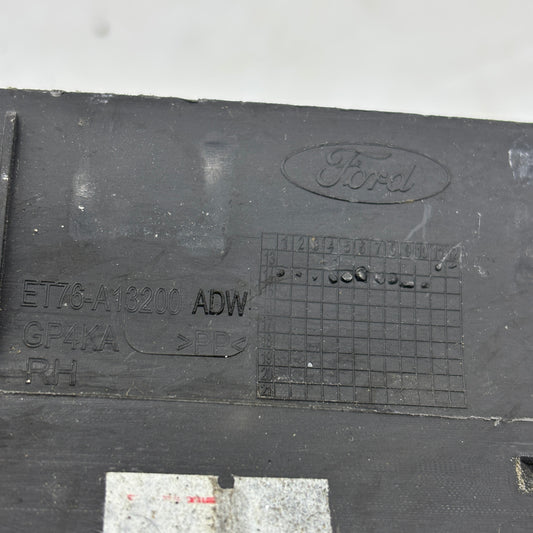 Ford
1 2 3 4 5 6 7 8 9 10 11 12
13
ET76-A13200 ADW
GP4KA >PP<
RH